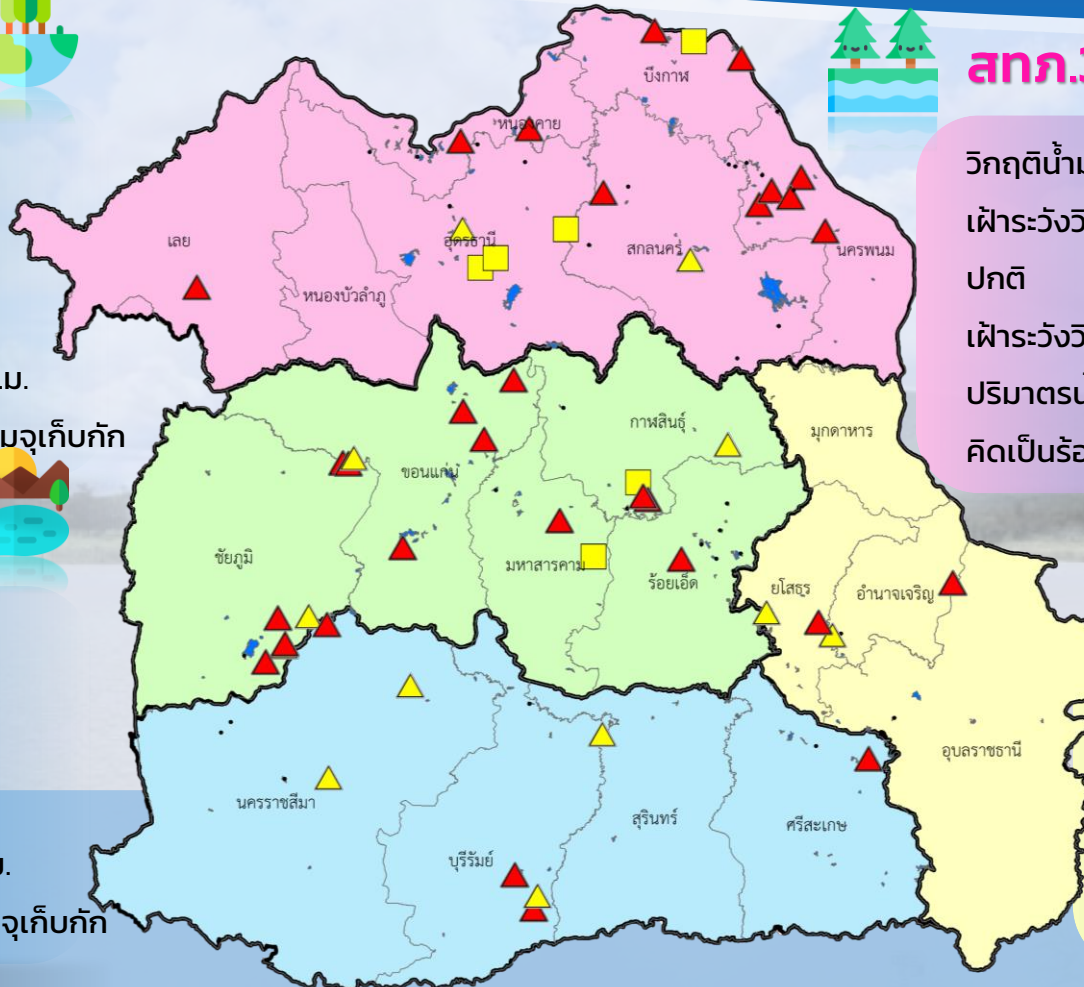 สทภ.
วิกฤติน้ำม
เฝ้าระวังวิ
ปกติ
เฝ้าระวังวิ
ปริมาตรน้
คิดเป็นร้อ
.ม.
มจุเก็บกัก
.
จุเก็บกัก
บึงกาฬ
หนองคาย
เลย
อุดรธานี
สกลนคร
นครพนม
หนองบัวลำภู
กาฬสินธุ์
มุกดาหาร
ขอนแก่น
ชัยภูมิ
มหาสารคาม
ร้อยเอ็ด
ยโสธร
อำนาจเจริญ
อุบลราชธานี
นครราชสีมา
สุรินทร์
ศรีสะเกษ
บุรีรัมย์